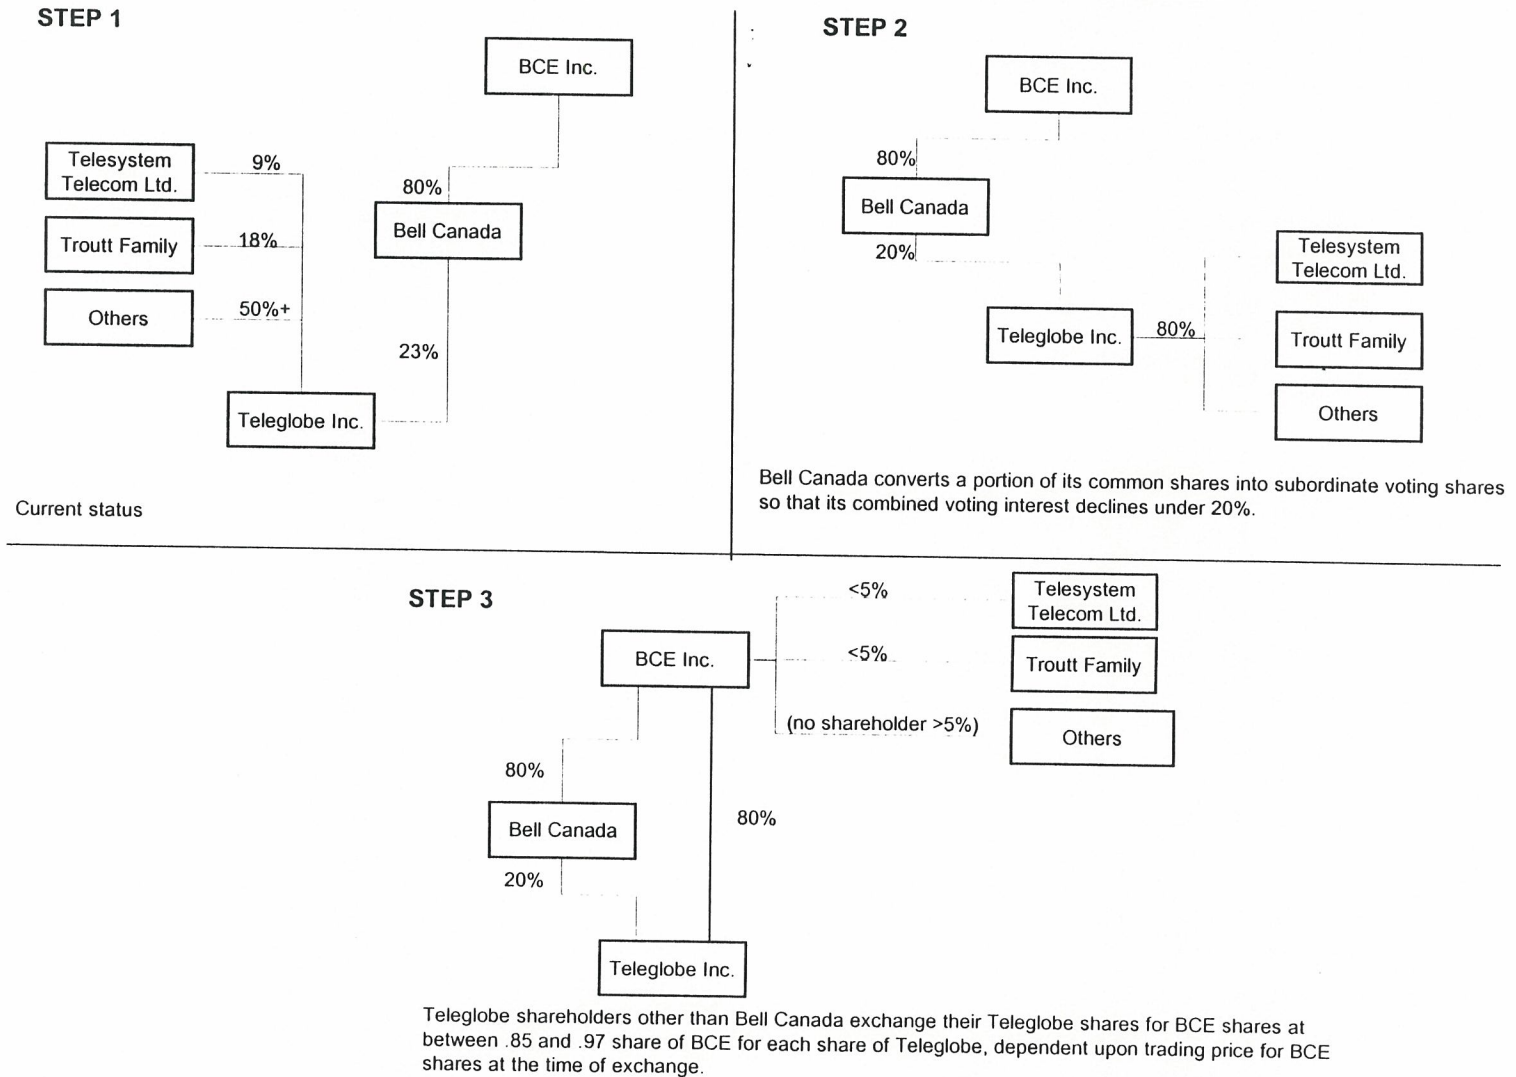 STEP 1
BCE Inc.
Telesystem
Telecom Ltd.
9%
80%
Bell Canada
Troutt Family
18%
Others
50%+
23%
Teleglobe Inc.
Current status
STEP 2
BCE Inc.
80%
Bell Canada
20%
Telesystem
Telecom Ltd.
Teleglobe Inc.
80%
Troutt Family
Others
Bell Canada converts a portion of its common shares into subordinate voting shares
so that its combined voting interest declines under 20%.
STEP 3
<5%
Telesystem
Telecom Ltd.
BCE Inc.
<5%
Troutt Family
(no shareholder >5%)
Others
80%
80%
Bell Canada
20%
Teleglobe Inc.
Teleglobe shareholders other than Bell Canada exchange their Teleglobe shares for BCE shares at
between .85 and .97 share of BCE for each share of Teleglobe, dependent upon trading price for BCE
shares at the time of exchange.